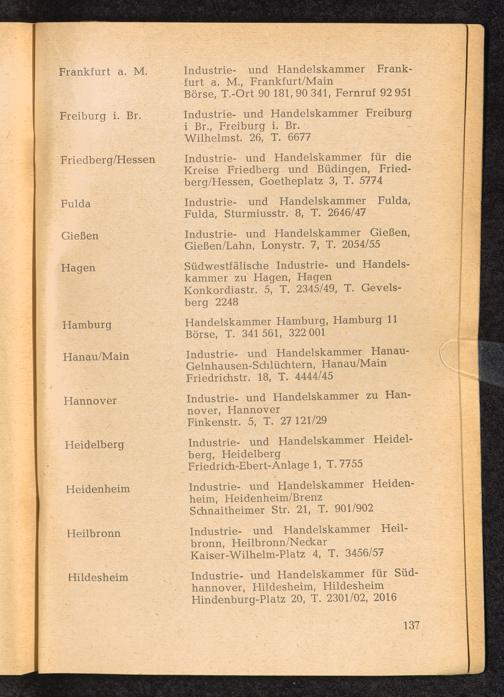 Frankfurt a. M. Industrie- und Handelskammer Frank-
furt a. M., Frankfurt/Main
Börse, T.-Ort 90 181, 90 341, Fernruf 92 951
Freiburg i. Br. Industrie- und Handelskammer Freiburg
i Br., Freiburg i. Br.
Wilhelmst. 26, T. 6677
Friedberg/Hessen Industrie- und Handelskammer für die
Kreise Friedberg und Büdingen, Fried-
berg/Hessen, Goetheplatz 3, T. 5774
Fulda Industrie- und Handelskammer Fulda,
Fulda, Sturmiusstr. 8, T. 2646/47
Gießen Industrie- und Handelskammer Gießen,
Gießen/Lahn, Lonystr. 7, T. 2054/55
Hagen Südwestfälische Industrie- und Handels-
kammer zu Hagen, Hagen
Konkordiastr. 5, T. 2345/49, T. Gevels-
berg 2248
Hamburg Handelskammer Hamburg, Hamburg 11
Börse, T. 341 561, 322 001
Hanau/Main Industrie- und Handelskammer Hanau-
Gelnhausen-Schlüchtern, Hanau/Main
Friedrichstr. 18, T. 4444/45
Hannover Industrie- und Handelskammer zu Han-
nover, Hannover
Finkenstr. 5, T. 27 121/29
Heidelberg Industrie- und Handelskammer Heidel-
berg, Heidelberg
Friedrich-Ebert-Anlage 1, T. 7755
Heidenheim Industrie- und Handelskammer Heiden-
heim, Heidenheim/Brenz
Schnaitheimer Str. 21, T. 901/902
Heilbronn Industrie- und Handelskammer Heil-
bronn, Heilbronn/Neckar
Kaiser-Wilhelm-Platz 4, T. 3456/57
Hildesheim Industrie- und Handelskammer für Süd-
hannover, Hildesheim, Hildesheim
Hindenburg-Platz 20, T. 2301/02, 2016
137